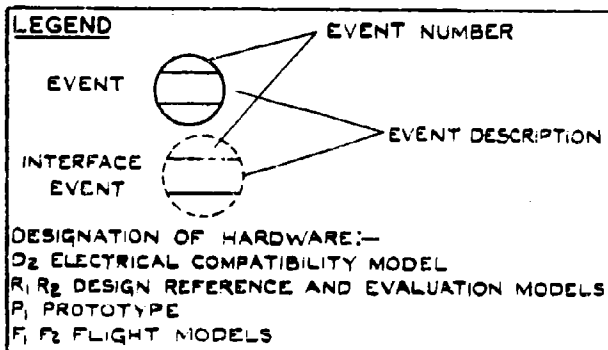 LEGEND
EVENT NUMBER
EVENT
EVENT DESCRIPTION
INTERFACE
EVENT
DESIGNATION OF HARDWARE:—
D2 ELECTRICAL COMPATIBILITY MODEL
R1 R2 DESIGN REFERENCE AND EVALUATION MODELS
P1 PROTOTYPE
F1 F2 FLIGHT MODELS